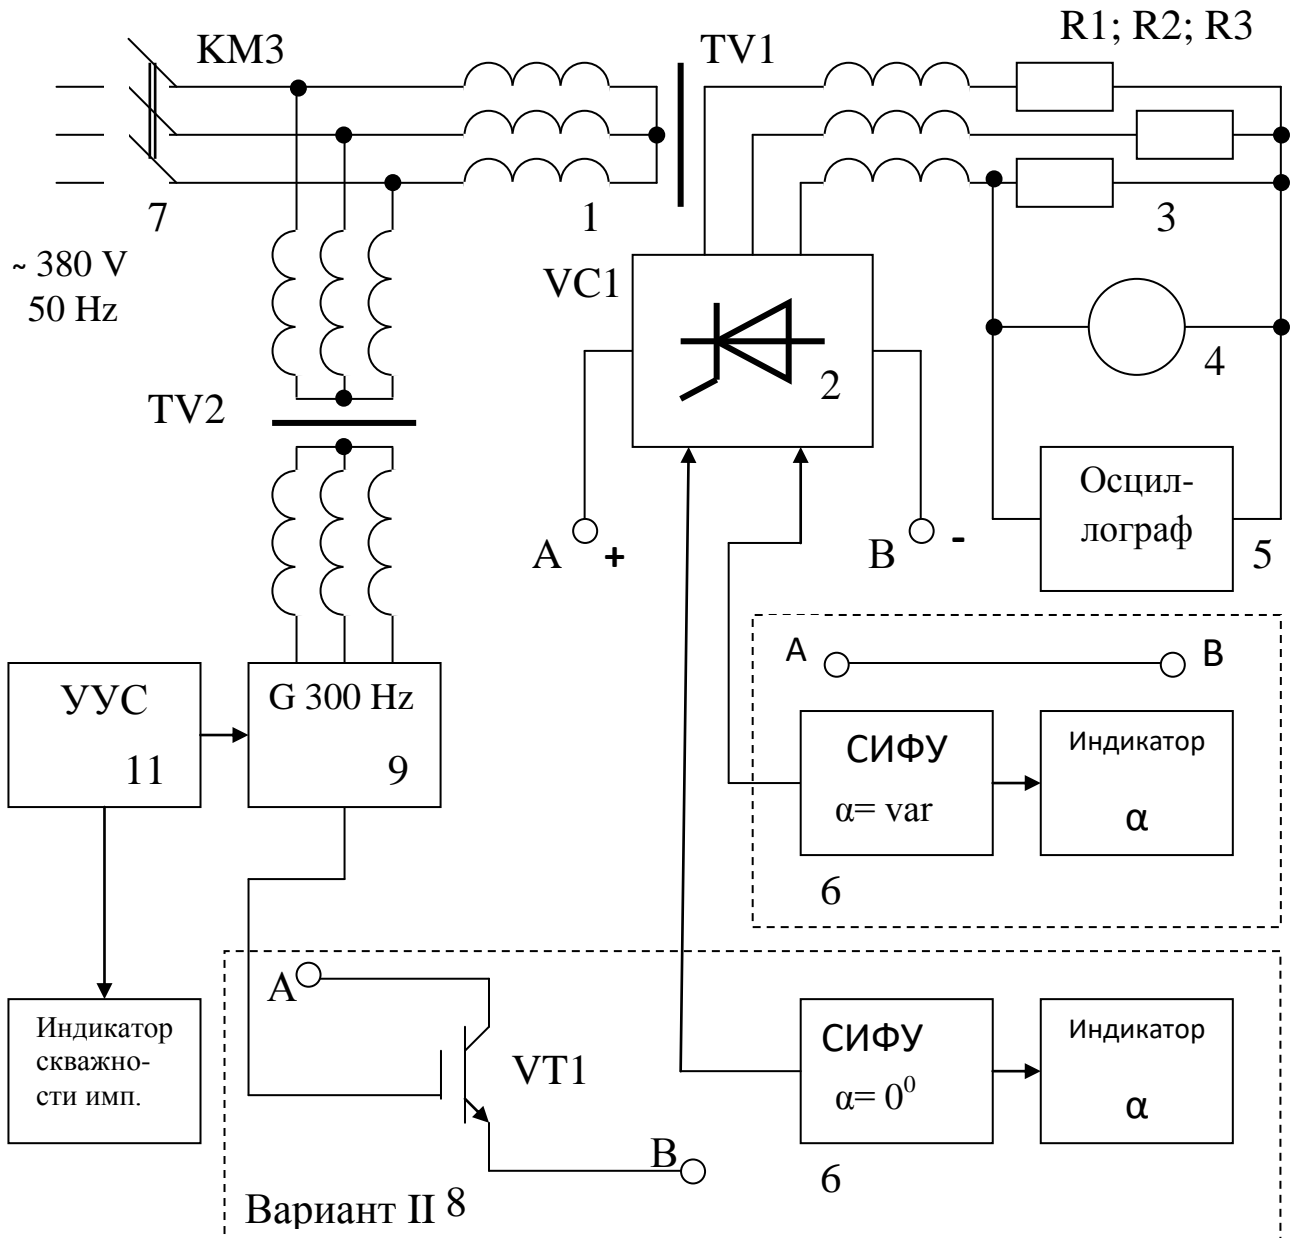 R1; R2; R3
KM3
TV1
7
1
3
~ 380 V
50 Hz
VC1
2
4
TV2
Осцил-
лограф
5
A +
B -
A
B
УУС
11
G 300 Hz
9
СИФУ
α= var
Индикатор
α
6
A
VT1
B
Индикатор
скважно-
сти имп.
СИФУ
α= 0⁰
Индикатор
α
6
Вариант II 8